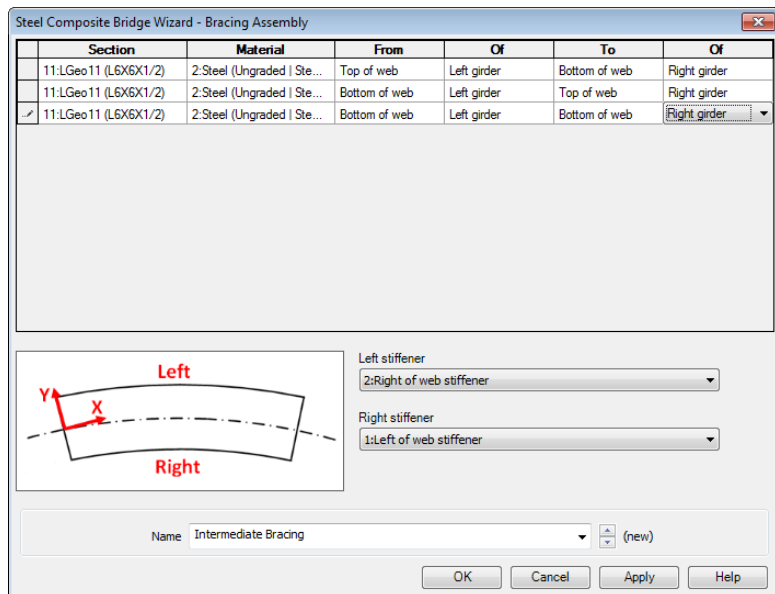 Steel Composite Bridge Wizard - Bracing Assembly
Section Material From Of To Of
11:LGeo11 (L6X6X1/2) 2:Steel (Ungraded | Ste... Top of web Left girder Bottom of web Right girder
11:LGeo11 (L6X6X1/2) 2:Steel (Ungraded | Ste... Bottom of web Left girder Top of web Right girder
11:LGeo11 (L6X6X1/2) 2:Steel (Ungraded | Ste... Bottom of web Left girder Bottom of web Right girder
Left
Y
X
Right
Left stiffener
2:Right of web stiffener
Right stiffener
1:Left of web stiffener
Name Intermediate Bracing (new)
OK Cancel Apply Help